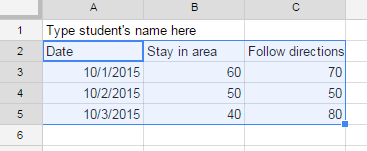 A B C
1 Type student's name here
2 Date Stay in area Follow directions
3 10/1/2015 60 70
4 10/2/2015 50 50
5 10/3/2015 40 80
6